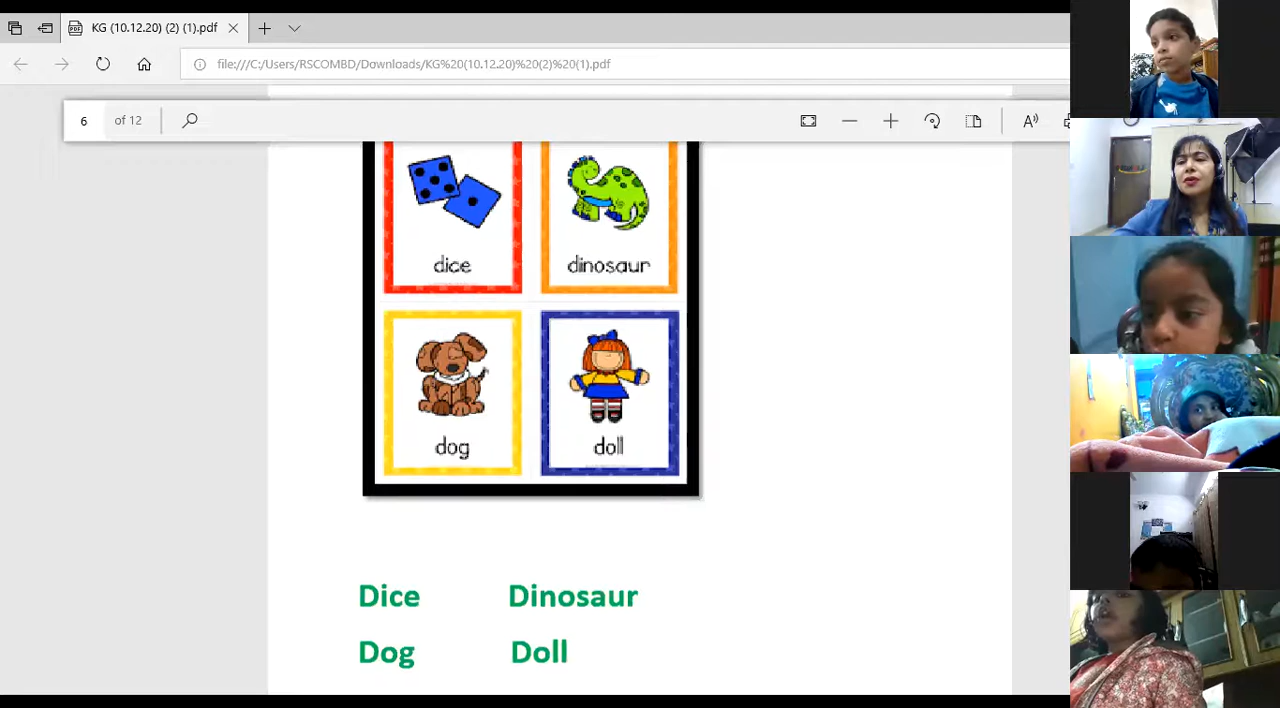 KG (10.12.20) (2) (1).pdf
file:///C:/Users/RSCOMBD/Downloads/KG%20(10.12.20)%20(2)%20(1).pdf
6 of 12
dice dinosaur
dog doll
Dice Dinosaur
Dog Doll